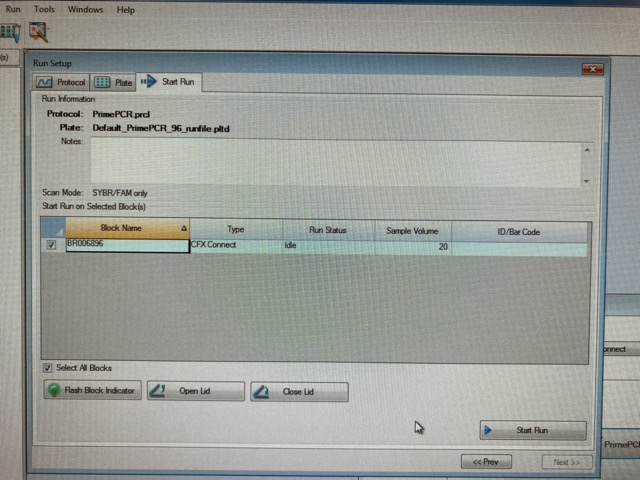 Run Tools Windows Help
(s)
Run Setup
Protocol Plate Start Run
Run Information
Protocol: PrimePCR.prcl
Plate: Default_PrimePCR_96_runfile.pltd
Notes:
Scan Mode: SYBR/FAM only
Start Run on Selected Block(s)
Block Name Type Run Status Sample Volume ID/Bar Code
BR006896 CFX Connect Idle 20
onnect
Select All Blocks
Flash Block Indicator Open Lid Close Lid
Start Run
PrimePC
<< Prev Next >>